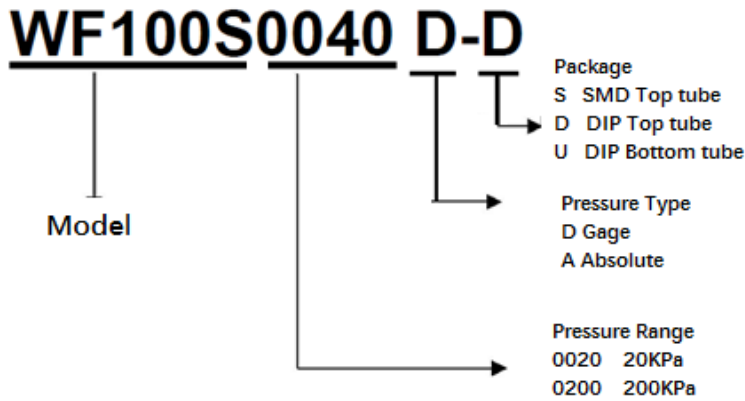 WF100S0040 D-D
Package
S SMD Top tube
D DIP Top tube
U DIP Bottom tube
Model
Pressure Type
D Gage
A Absolute
Pressure Range
0020 20KPa
0200 200KPa